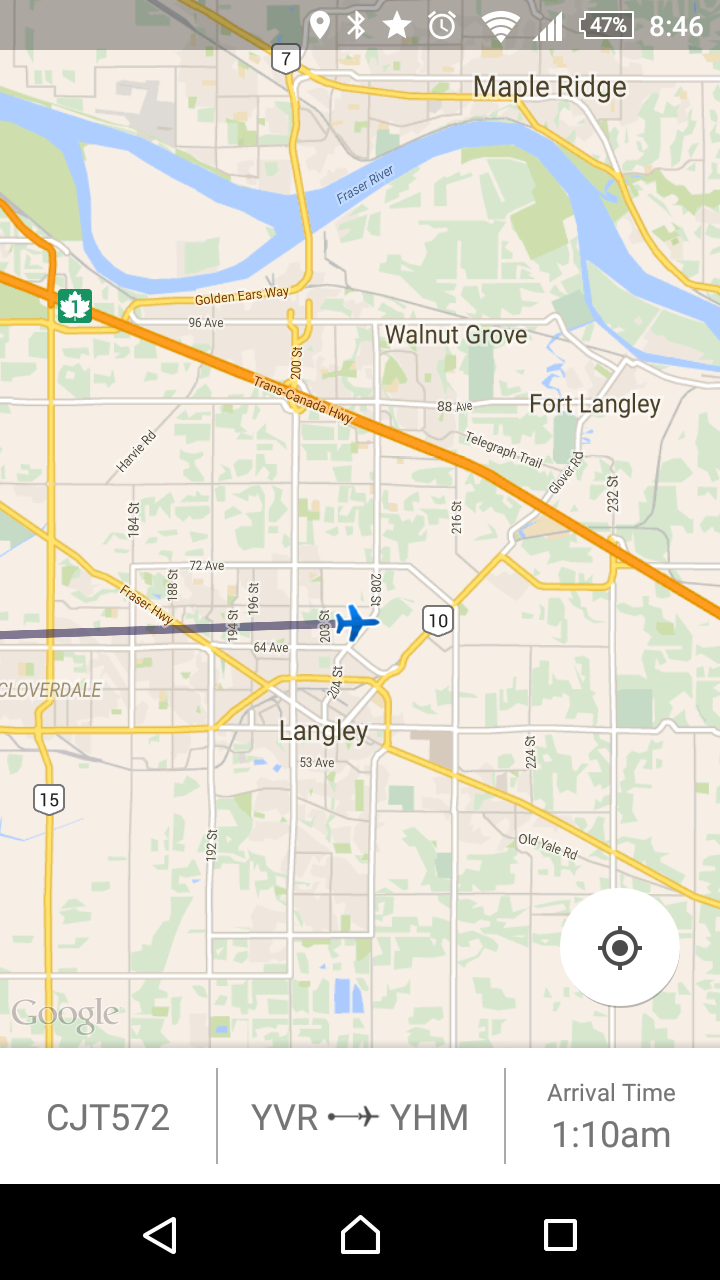 47%
8:46
7
Maple Ridge
Fraser River
Golden Ears Way
1
96 Ave
Walnut Grove
200 St
Trans-Canada Hwy
88 Ave
Fort Langley
Harvie Rd
Telegraph Trail
Glover Rd
184 St
216 St
232 St
72 Ave
188 St
196 St
208 St
Fraser Hwy
194 St
203 St
10
64 Ave
CLOVERDALE
204 St
Langley
53 Ave
224 St
15
192 St
Old Yale Rd
Google
CJT572
YVR
YHM
Arrival Time
1:10am